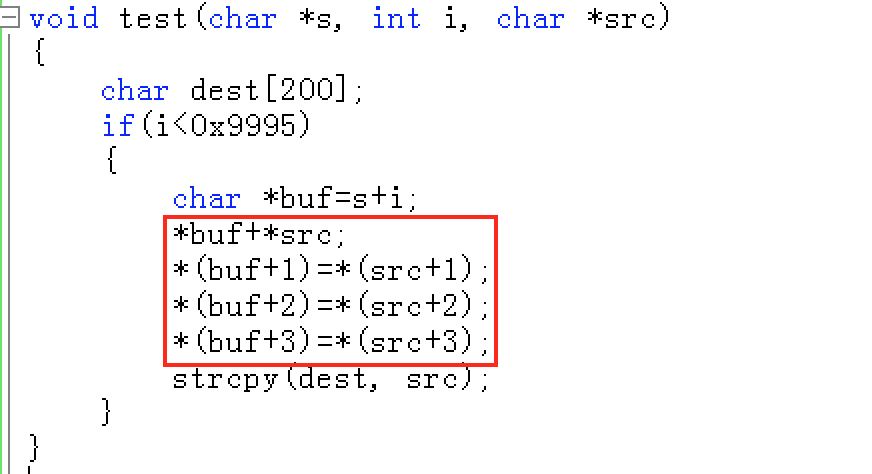 void test(char *s, int i, char *src)
{
char dest[200];
if(i<0x9995)
{
char *buf=s+i;
*buf+*src;
*(buf+1)=*(src+1);
*(buf+2)=*(src+2);
*(buf+3)=*(src+3);
strcpy(dest, src);
}
}